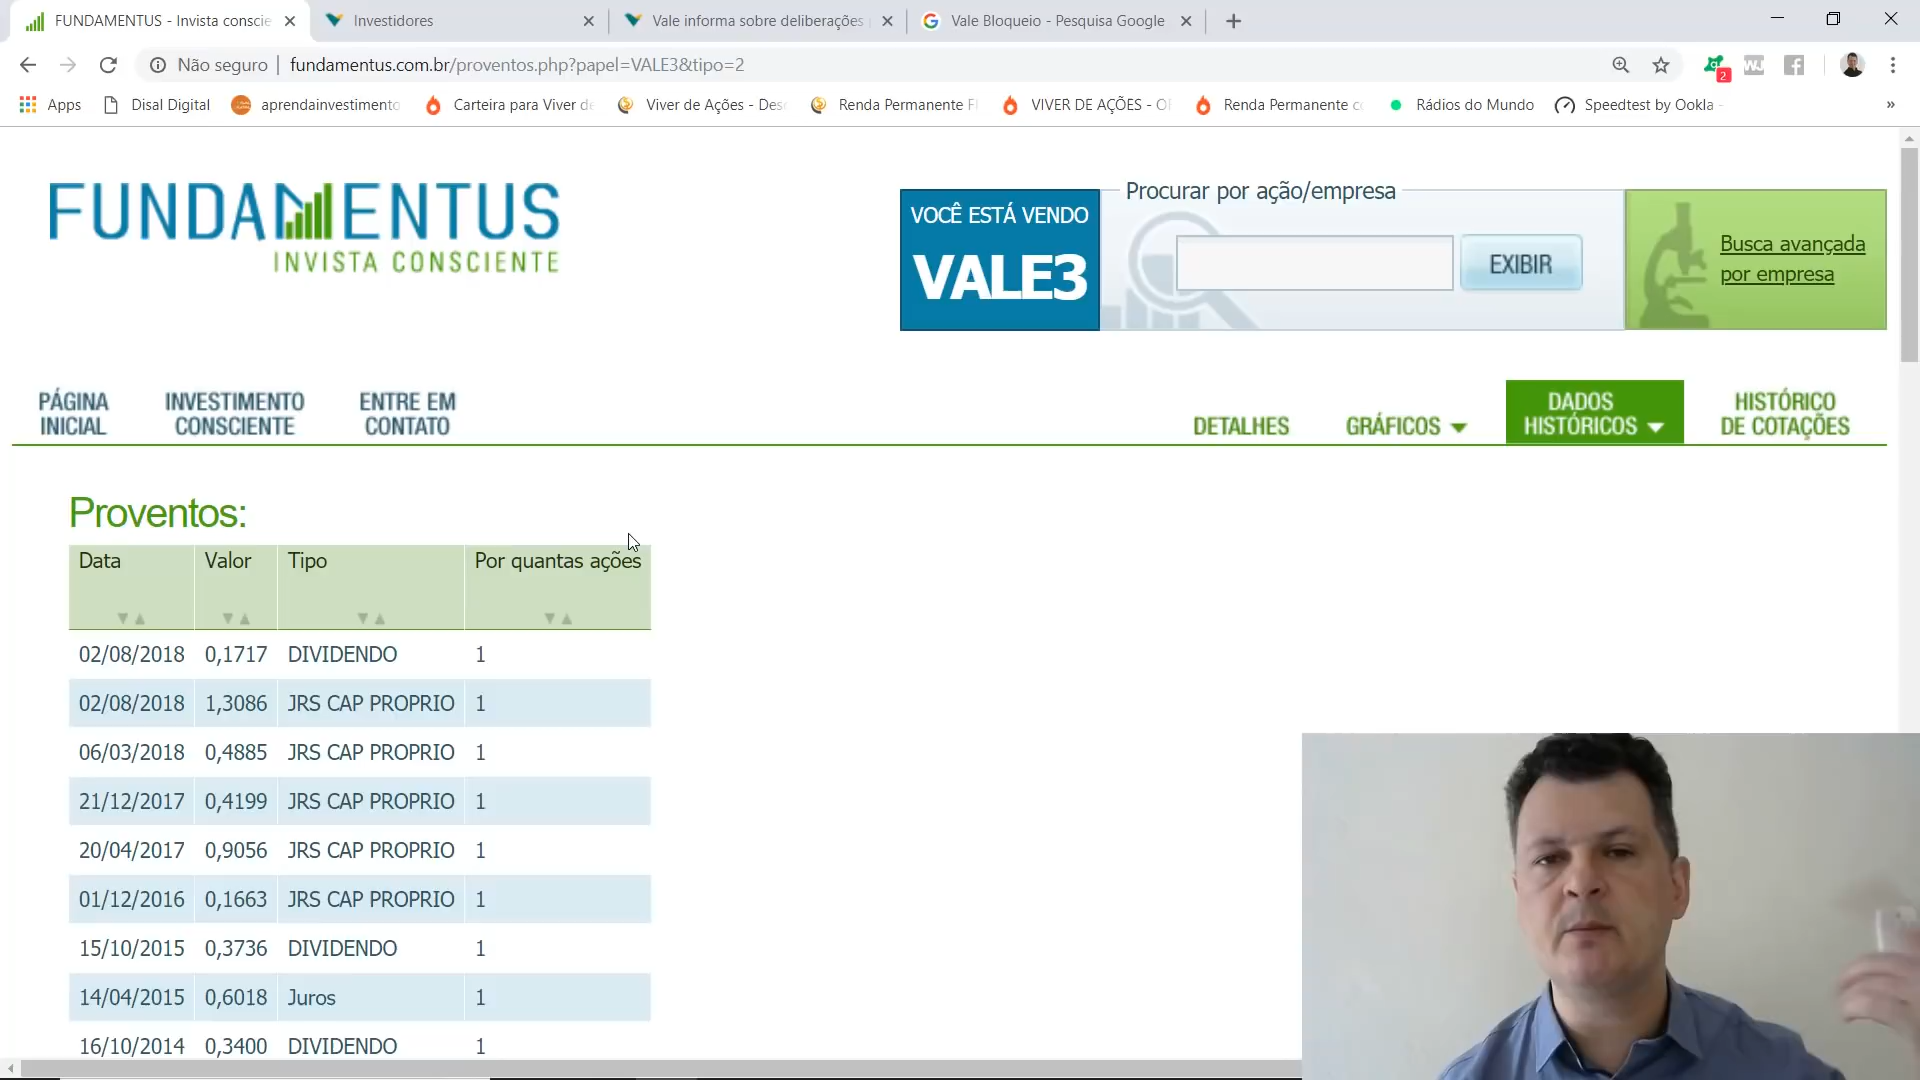 FUNDAMENTUS - Invista conscie
Investidores
Vale informa sobre deliberações
Vale Bloqueio - Pesquisa Google
Não seguro
fundamentus.com.br/proventos.php?papel=VALE3&tipo=2
2
Apps
Disal Digital
aprendainvestimento
Carteira para Viver de
Viver de Ações - Des
Renda Permanente F
VIVER DE AÇÕES - O
Renda Permanente c
Rádios do Mundo
Speedtest by Ookla -
»
FUNDAMENTUS
INVISTA CONSCIENTE
VOCÊ ESTÁ VENDO
VALE3
Procurar por ação/empresa
EXIBIR
Busca avançada
por empresa
PÁGINA
INICIAL
INVESTIMENTO
CONSCIENTE
ENTRE EM
CONTATO
DETALHES
GRÁFICOS
DADOS
HISTÓRICOS
HISTÓRICO
DE COTAÇÕES
Proventos:
Data Valor Tipo Por quantas ações
02/08/2018 0,1717 DIVIDENDO 1
02/08/2018 1,3086 JRS CAP PROPRIO 1
06/03/2018 0,4885 JRS CAP PROPRIO 1
21/12/2017 0,4199 JRS CAP PROPRIO 1
20/04/2017 0,9056 JRS CAP PROPRIO 1
01/12/2016 0,1663 JRS CAP PROPRIO 1
15/10/2015 0,3736 DIVIDENDO 1
14/04/2015 0,6018 Juros 1
16/10/2014 0,3400 DIVIDENDO 1